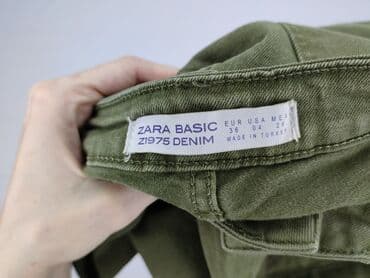 ZARA BASIC
Z1975 DENIM
EUR USA MEX
36 04 26
MADE IN TURKEY